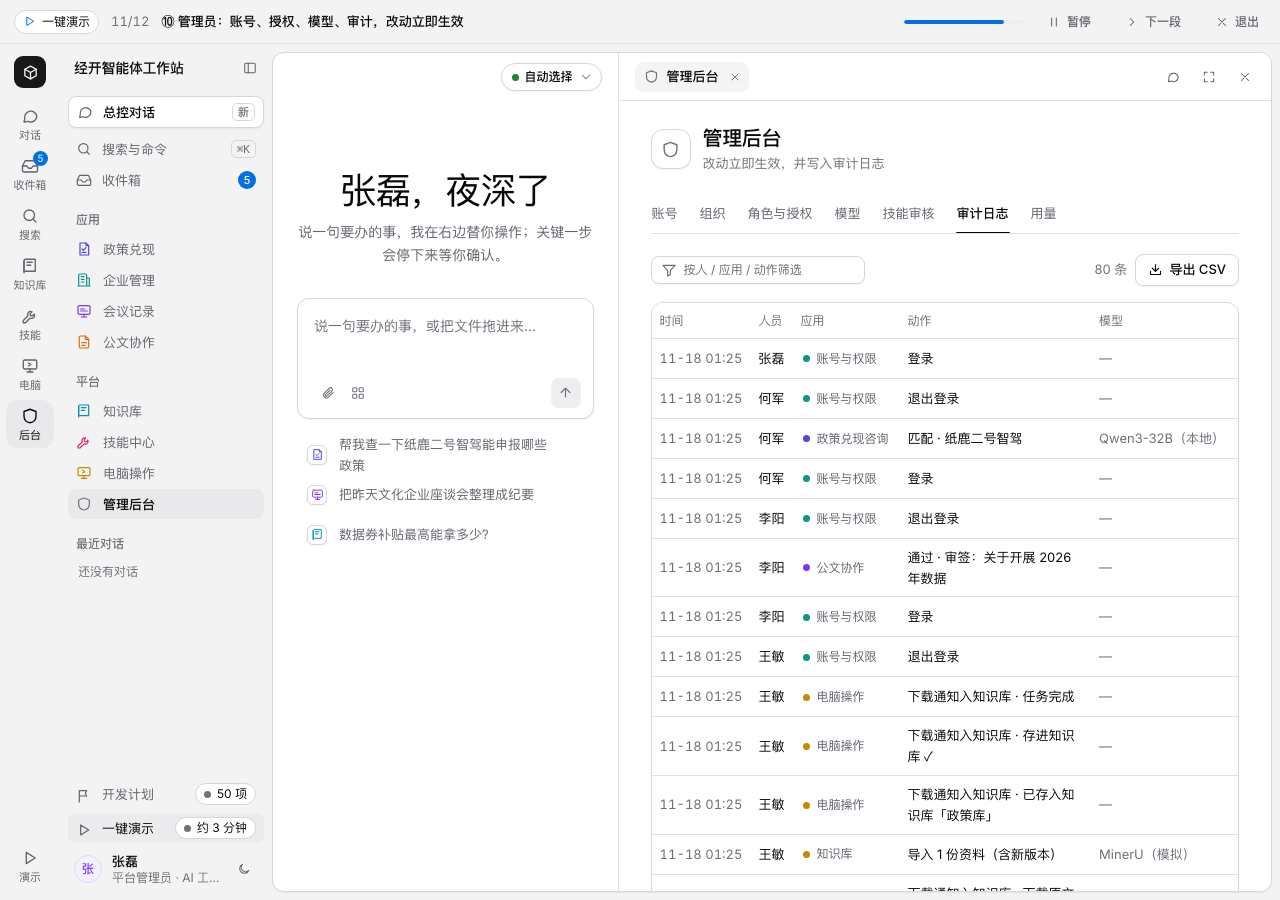 一键演示
11/12
⑩ 管理员：账号、授权、模型、审计，改动立即生效
暂停
下一段
退出
对话
5
收件箱
搜索
知识库
技能
电脑
后台
演示
经开智能体工作站
总控对话
新
搜索与命令
⌘K
收件箱
5
应用
政策兑现
企业管理
会议记录
公文协作
平台
知识库
技能中心
电脑操作
管理后台
最近对话
还没有对话
开发计划
50 项
一键演示
约 3 分钟
张
张磊
平台管理员 · AI 工...
自动选择
张磊，夜深了
说一句要办的事，我在右边替你操作；关键一步
会停下来等你确认。
说一句要办的事，或把文件拖进来...
帮我查一下纸鹿二号智驾能申报哪些
政策
把昨天文化企业座谈会整理成纪要
数据券补贴最高能拿多少？
管理后台
管理后台
改动立即生效，并写入审计日志
账号
组织
角色与授权
模型
技能审核
审计日志
用量
按人 / 应用 / 动作筛选
80 条
导出 CSV
时间 人员 应用 动作 模型
11-18 01:25 张磊 账号与权限 登录 —
11-18 01:25 何军 账号与权限 退出登录 —
11-18 01:25 何军 政策兑现咨询 匹配 · 纸鹿二号智驾 Qwen3-32B（本地）
11-18 01:25 何军 账号与权限 登录 —
11-18 01:25 李阳 账号与权限 退出登录 —
11-18 01:25 李阳 公文协作 通过 · 审签：关于开展 2026
年数据 —
11-18 01:25 李阳 账号与权限 登录 —
11-18 01:25 王敏 账号与权限 退出登录 —
11-18 01:25 王敏 电脑操作 下载通知入知识库 · 任务完成 —
11-18 01:25 王敏 电脑操作 下载通知入知识库 · 存进知识
库 ✓ —
11-18 01:25 王敏 电脑操作 下载通知入知识库 · 已存入知
识库「政策库」 —
11-18 01:25 王敏 知识库 导入 1 份资料（含新版本） MinerU（模拟）